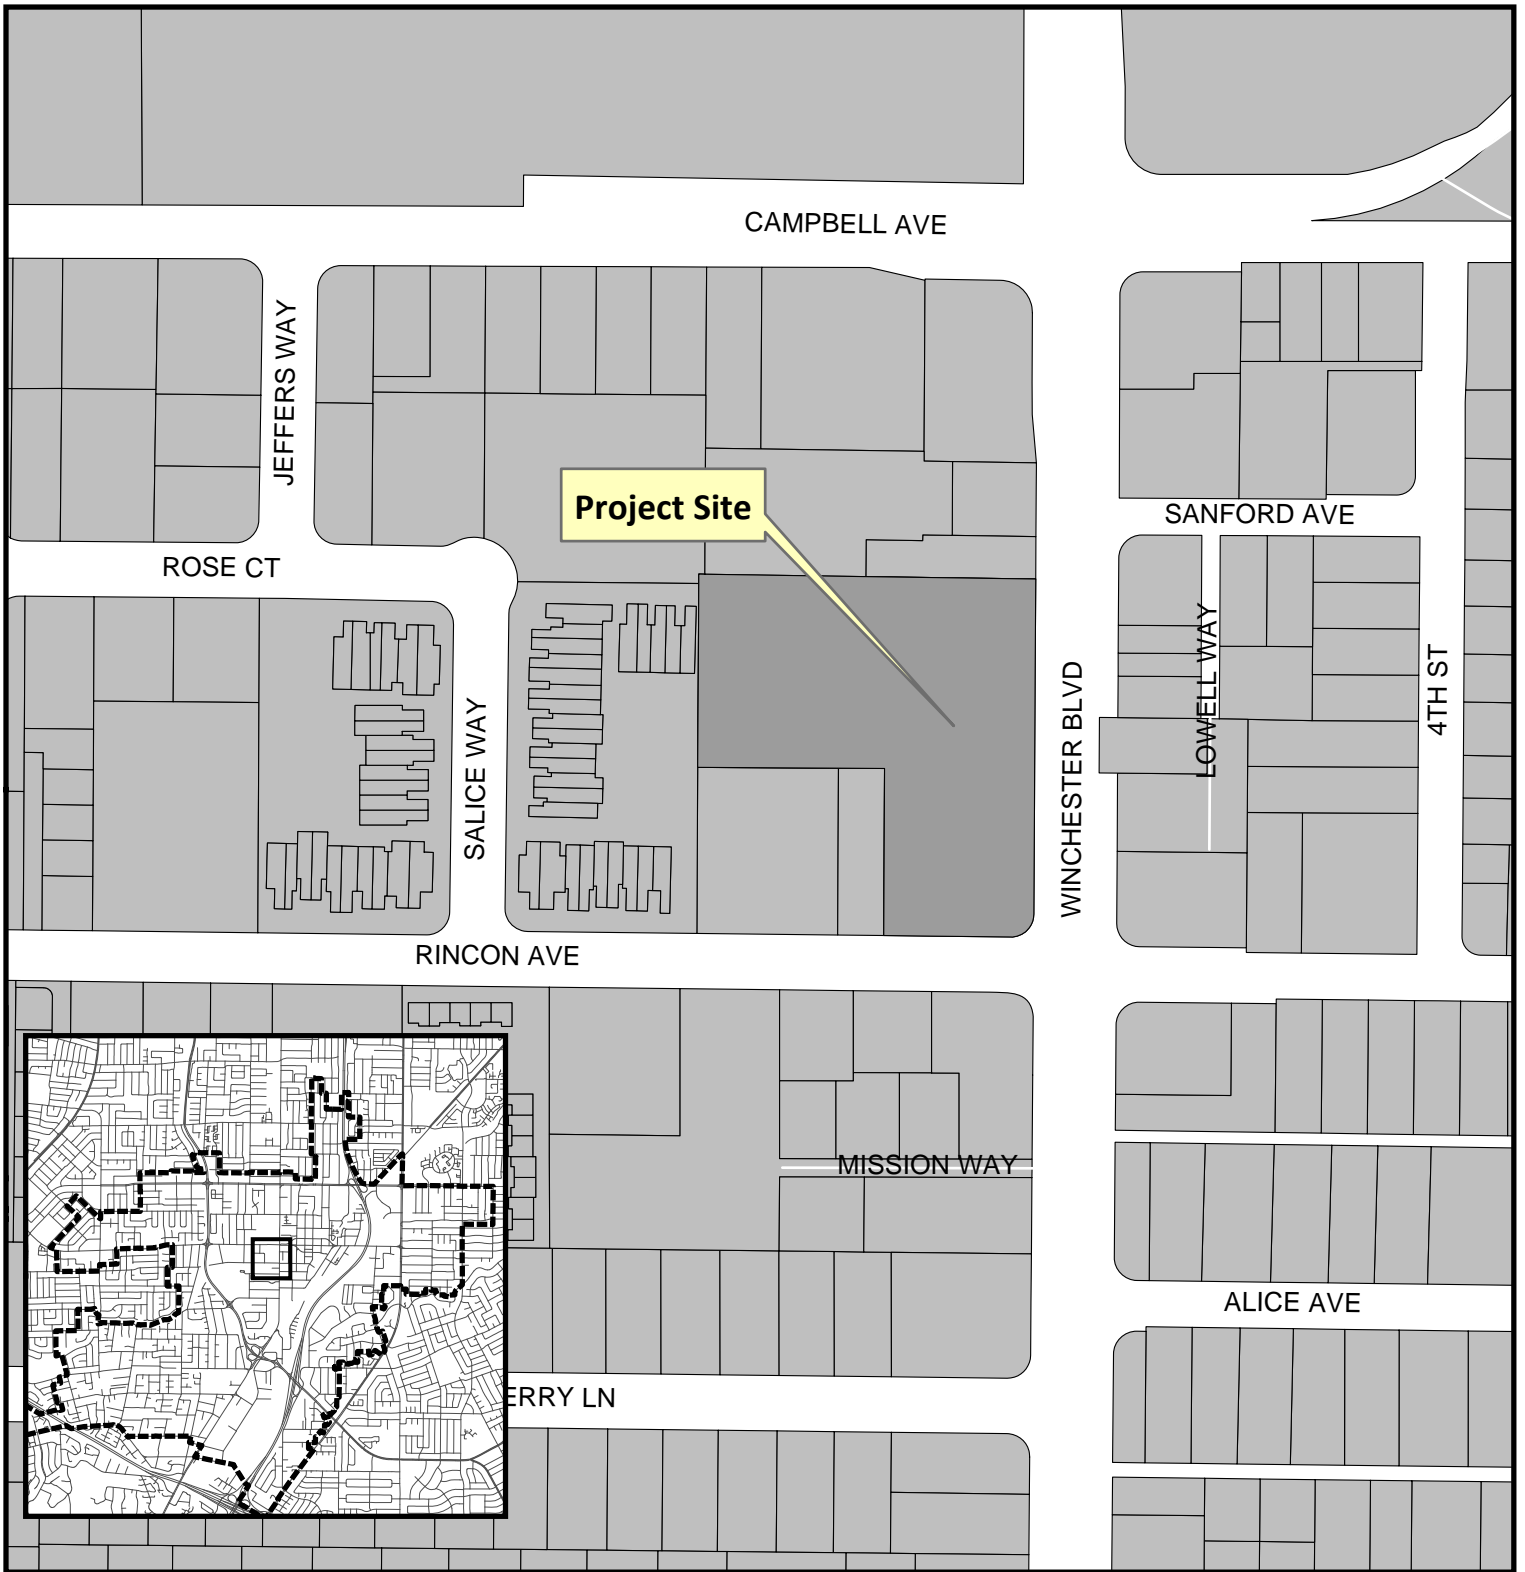 CAMPBELL AVE
JEFFERS WAY
Project Site
SANFORD AVE
ROSE CT
LOWELL WAY
4TH ST
WINCHESTER BLVD
SALICE WAY
RINCON AVE
MISSION WAY
ALICE AVE
ERRY LN